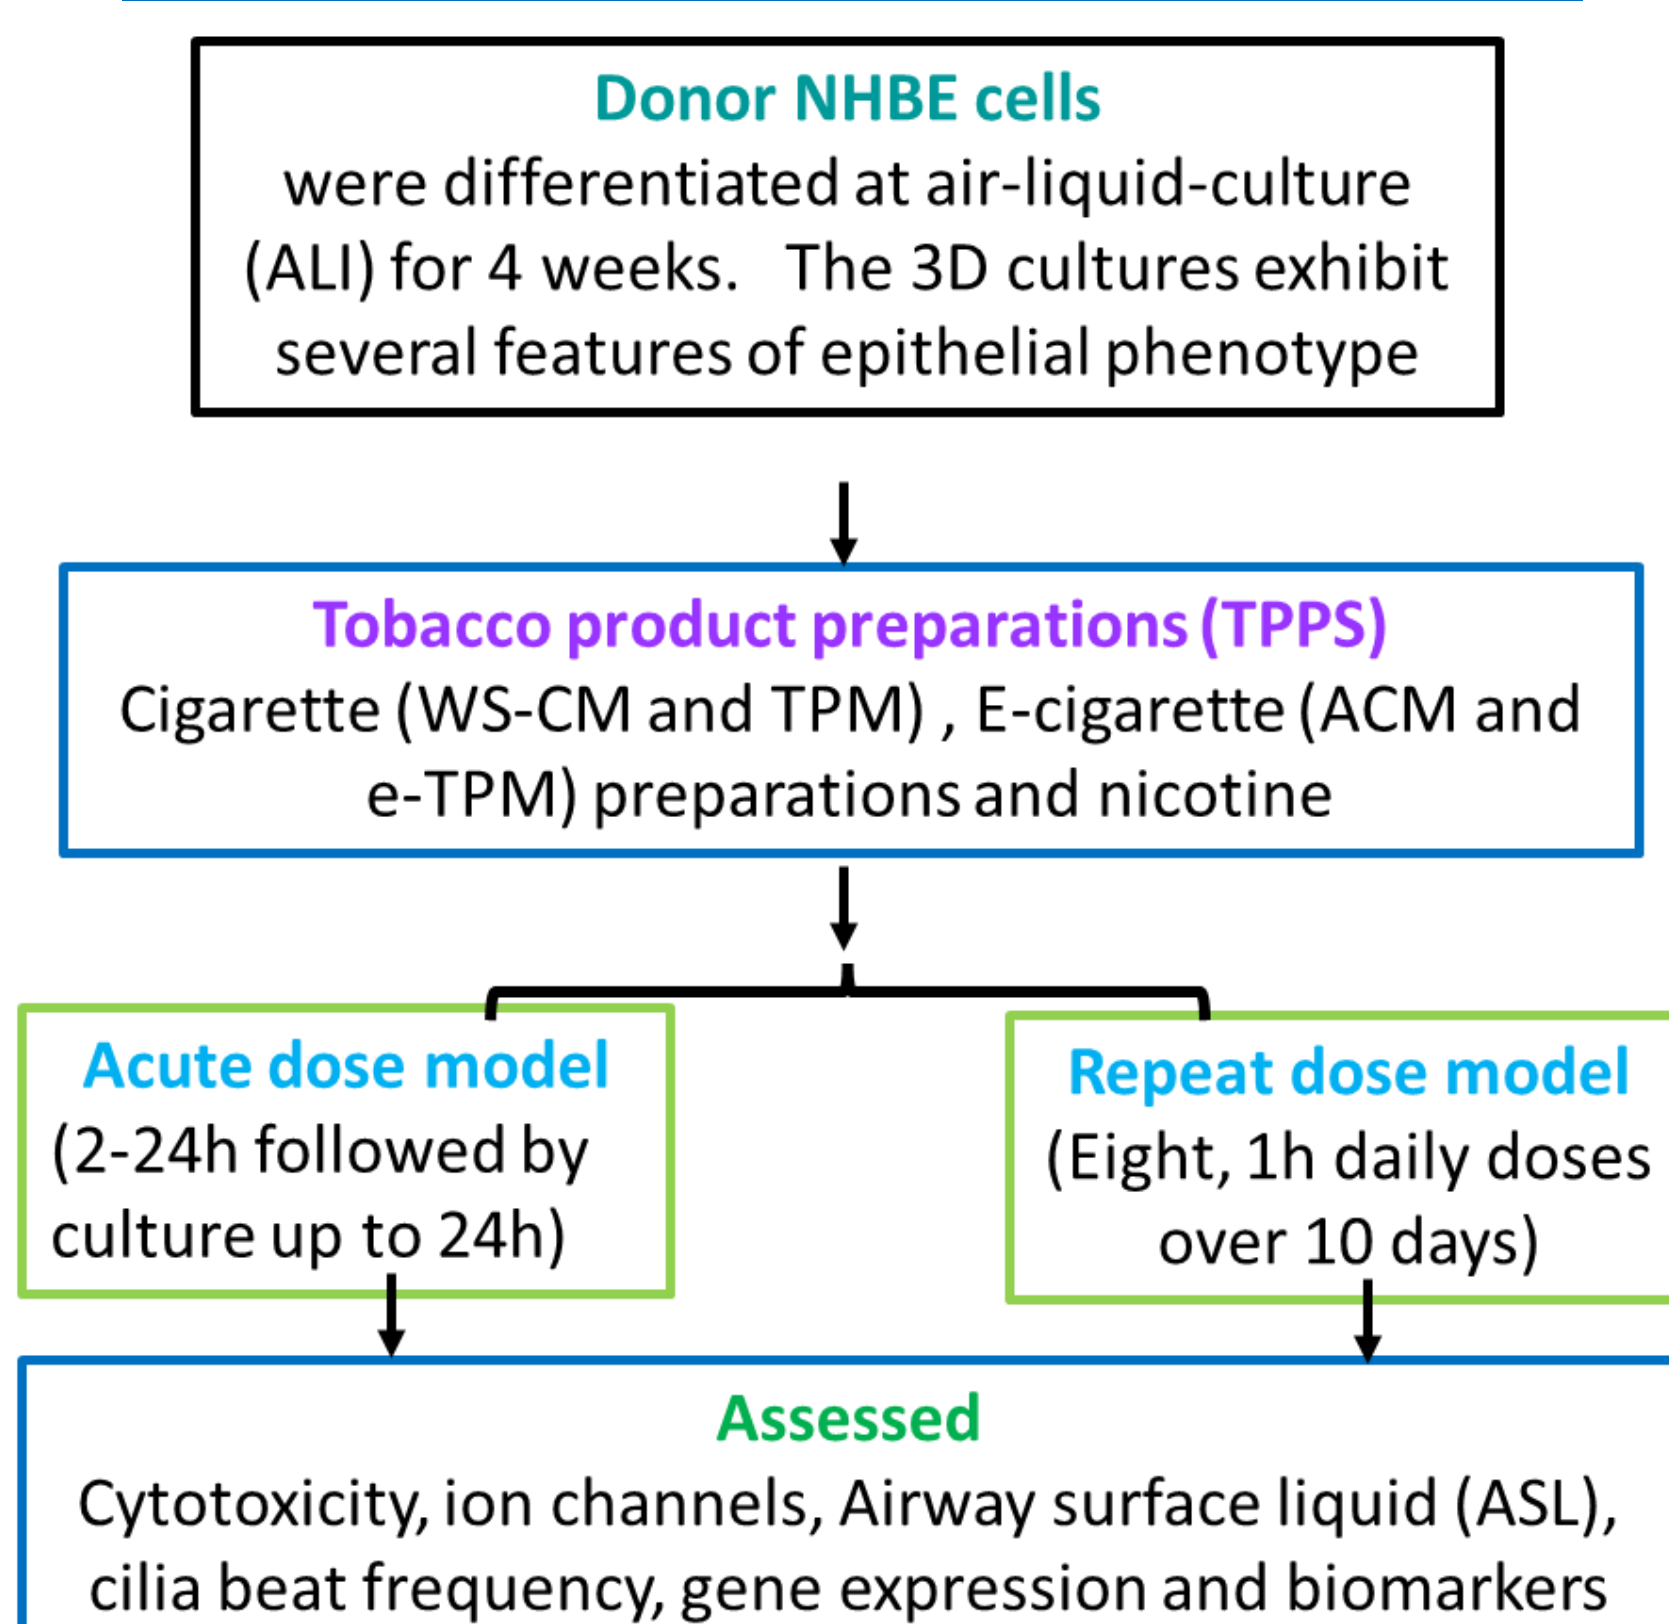 Donor NHBE cells
were differentiated at air-liquid-culture
(ALI) for 4 weeks.   The 3D cultures exhibit
several features of epithelial phenotype
Tobacco product preparations (TPPS)
Cigarette (WS-CM and TPM) , E-cigarette (ACM and
e-TPM) preparations and nicotine
Acute dose model
(2-24h followed by
culture up to 24h)
Repeat dose model
(Eight, 1h daily doses
over 10 days)
Assessed
Cytotoxicity, ion channels, Airway surface liquid (ASL),
cilia beat frequency, gene expression and biomarkers